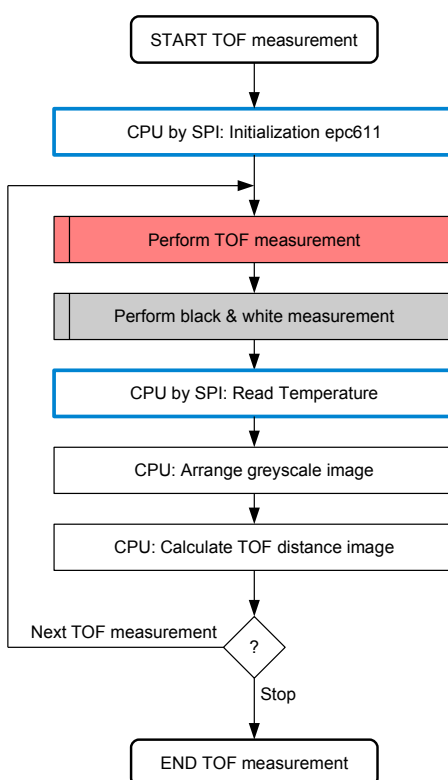 START TOF measurement
CPU by SPI: Initialization epc611
Perform TOF measurement
Perform black & white measurement
CPU by SPI: Read Temperature
CPU: Arrange greyscale image
CPU: Calculate TOF distance image
Next TOF measurement
?
Stop
END TOF measurement